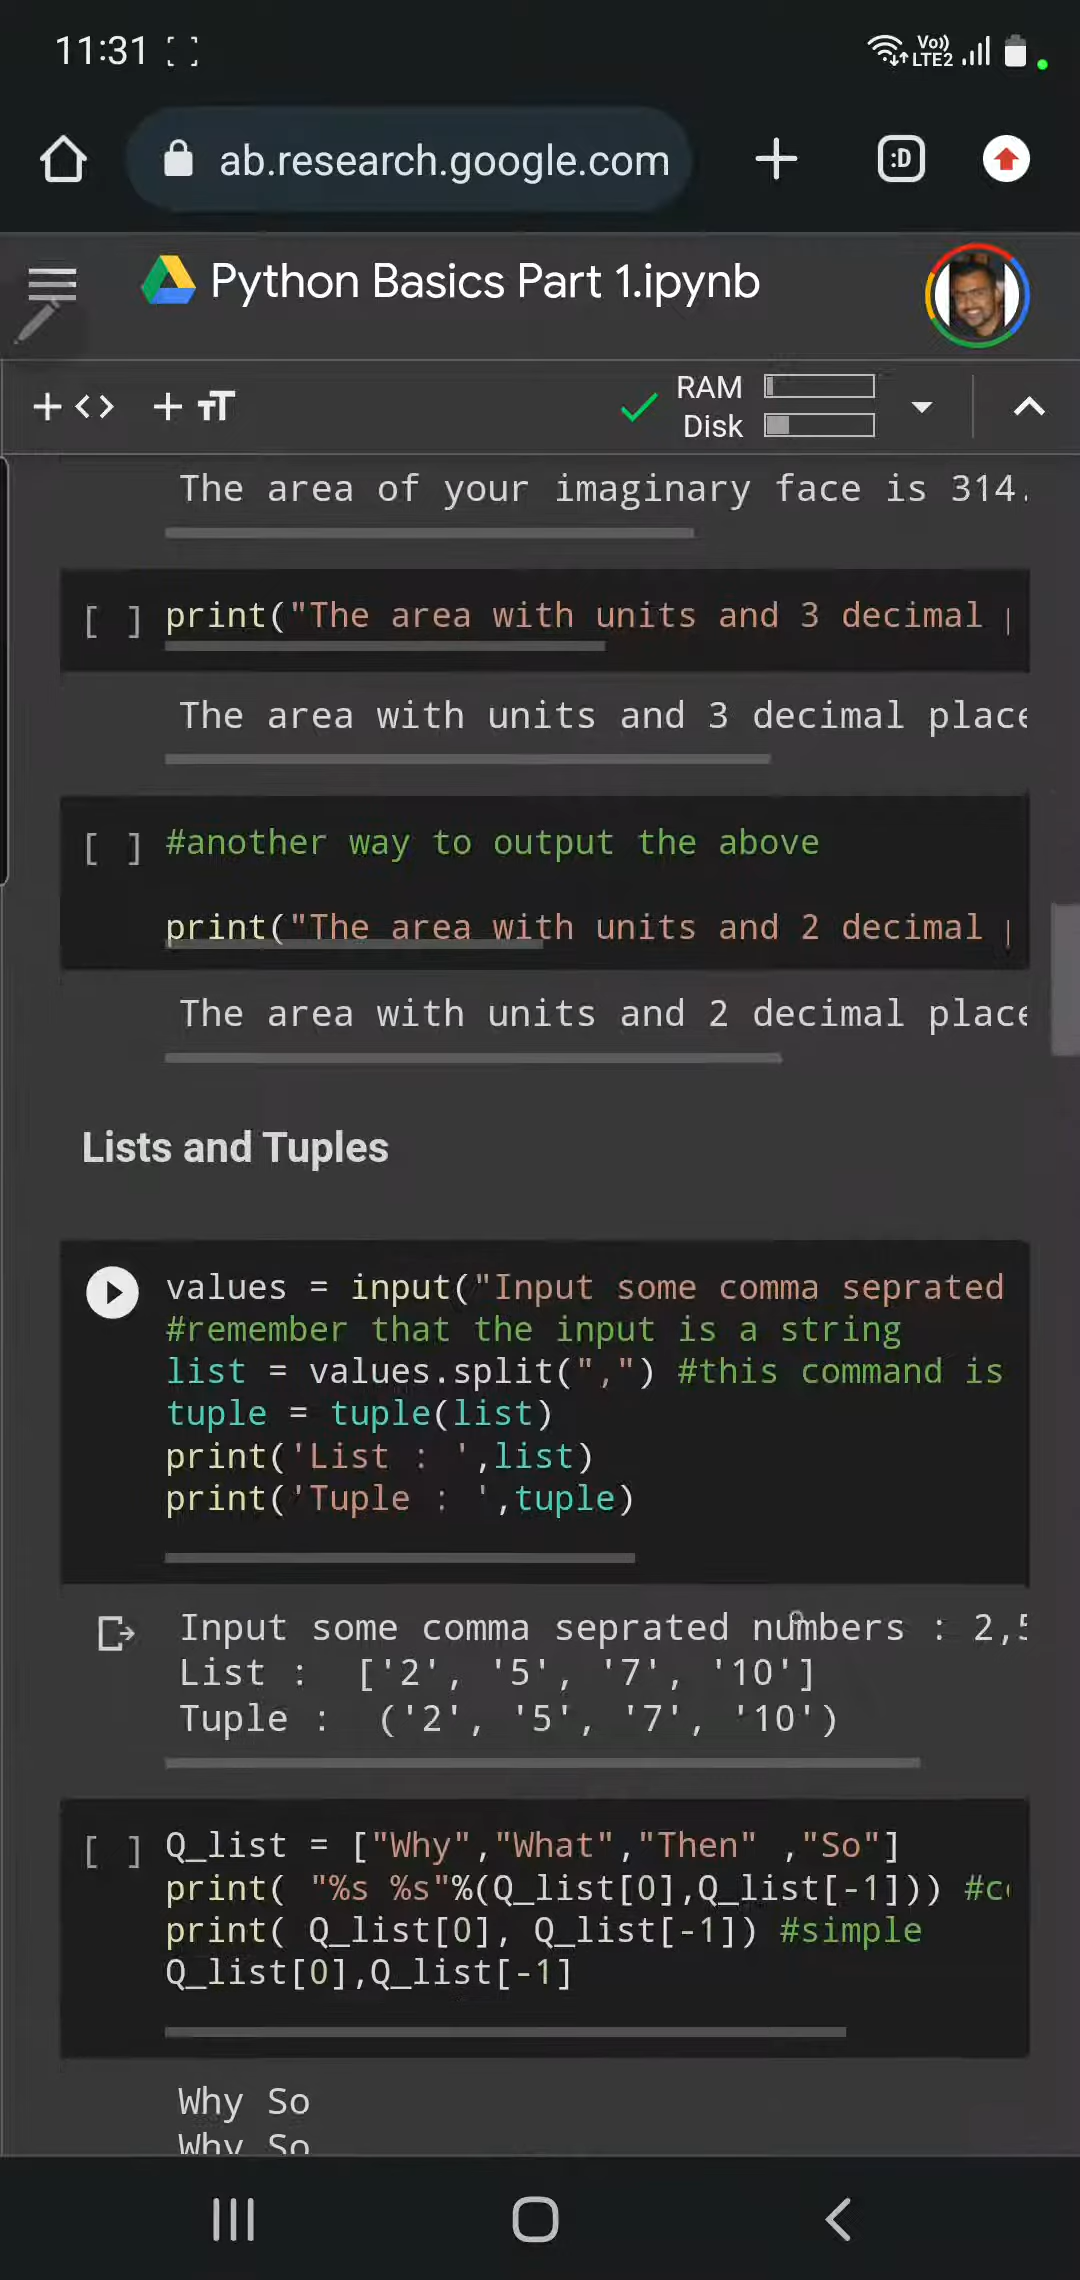 11:31
Vo)) LTE2
ab.research.google.com
:D
Python Basics Part 1.ipynb
RAM
Disk
The area of your imaginary face is 314.
[ ] print("The area with units and 3 decimal
The area with units and 3 decimal place
[ ] #another way to output the above
print("The area with units and 2 decimal
The area with units and 2 decimal place
Lists and Tuples
values = input("Input some comma seprated
#remember that the input is a string
list = values.split(",") #this command is
tuple = tuple(list)
print('List : ',list)
print('Tuple : ',tuple)
Input some comma seprated numbers : 2,5
List :  ['2', '5', '7', '10']
Tuple :  ('2', '5', '7', '10')
[ ] Q_list = ["Why","What","Then" ,"So"]
print( "%s %s"%(Q_list[0],Q_list[-1])) #c
print( Q_list[0], Q_list[-1]) #simple
Q_list[0],Q_list[-1]
Why So
Why So